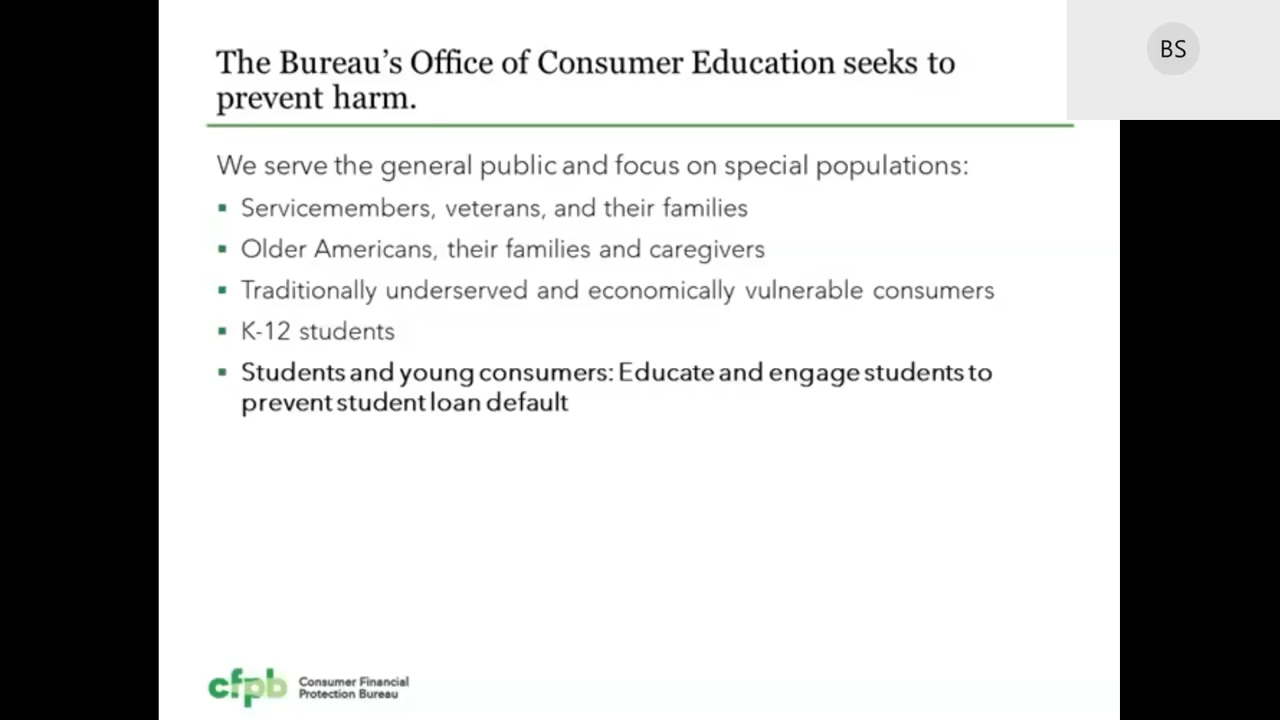 The Bureau’s Office of Consumer Education seeks to
prevent harm.
BS
We serve the general public and focus on special populations:
▪ Servicemembers, veterans, and their families
▪ Older Americans, their families and caregivers
▪ Traditionally underserved and economically vulnerable consumers
▪ K-12 students
▪ Students and young consumers: Educate and engage students to
prevent student loan default
cfpb
Consumer Financial
Protection Bureau